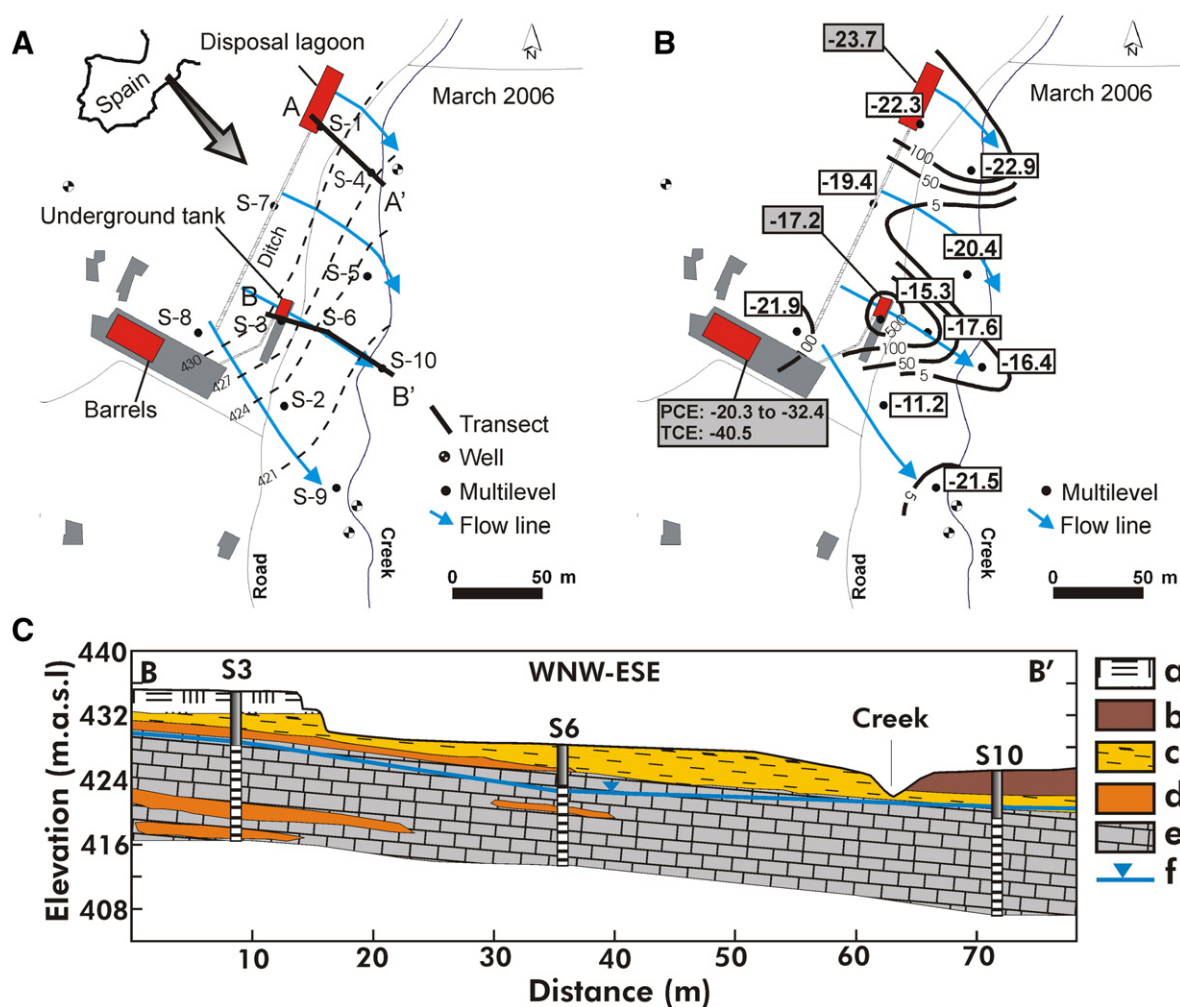 A
Spain
Disposal lagoon
N
March 2006
A
S-1
S-4
A'
S-7
Underground tank
Ditch
S-5
B
S-8
S-3
S-6
S-10
B'
430
427
424
421
Barrels
S-2
S-9
Transect
Well
Multilevel
Flow line
Road
Creek
0 50 m
B
-23.7
N
March 2006
-22.3
100
50
5
-22.9
-19.4
-17.2
-20.4
-15.3
-21.9
500
-17.6
100
100
50
5
-16.4
PCE: -20.3 to -32.4
TCE: -40.5
-11.2
-21.5
5
Multilevel
Flow line
Road
Creek
0 50 m
C
Elevation (m.a.s.l)
440
432
424
416
408
B
S3
WNW-ESE
B'
S6
Creek
S10
a
b
c
d
e
f
10 20 30 40 50 60 70
Distance (m)